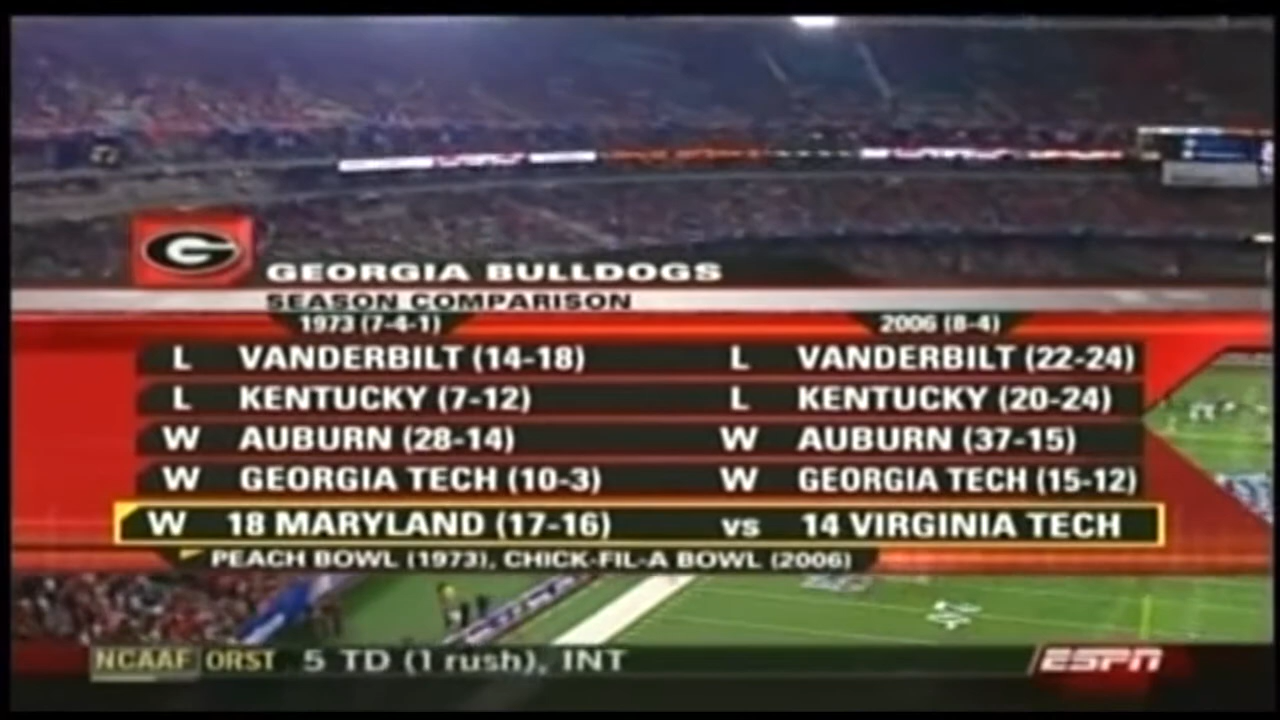 GEORGIA BULLDOGS
SEASON COMPARISON
1973 (7-4-1) 2006 (8-4)
L VANDERBILT (14-18) L VANDERBILT (22-24)
L KENTUCKY (7-12) L KENTUCKY (20-24)
W AUBURN (28-14) W AUBURN (37-15)
W GEORGIA TECH (10-3) W GEORGIA TECH (15-12)
W 18 MARYLAND (17-16) vs 14 VIRGINIA TECH
PEACH BOWL (1973), CHICK-FIL-A BOWL (2006)
NCAAF ORST 5 TD (1 rush), INT
ESPN